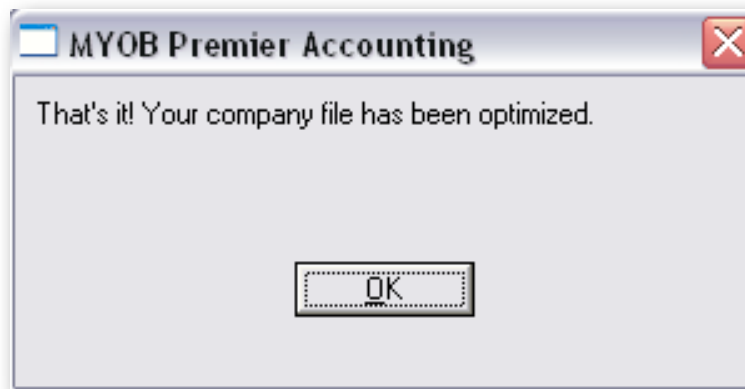 MYOB Premier Accounting
That's it! Your company file has been optimized.
OK